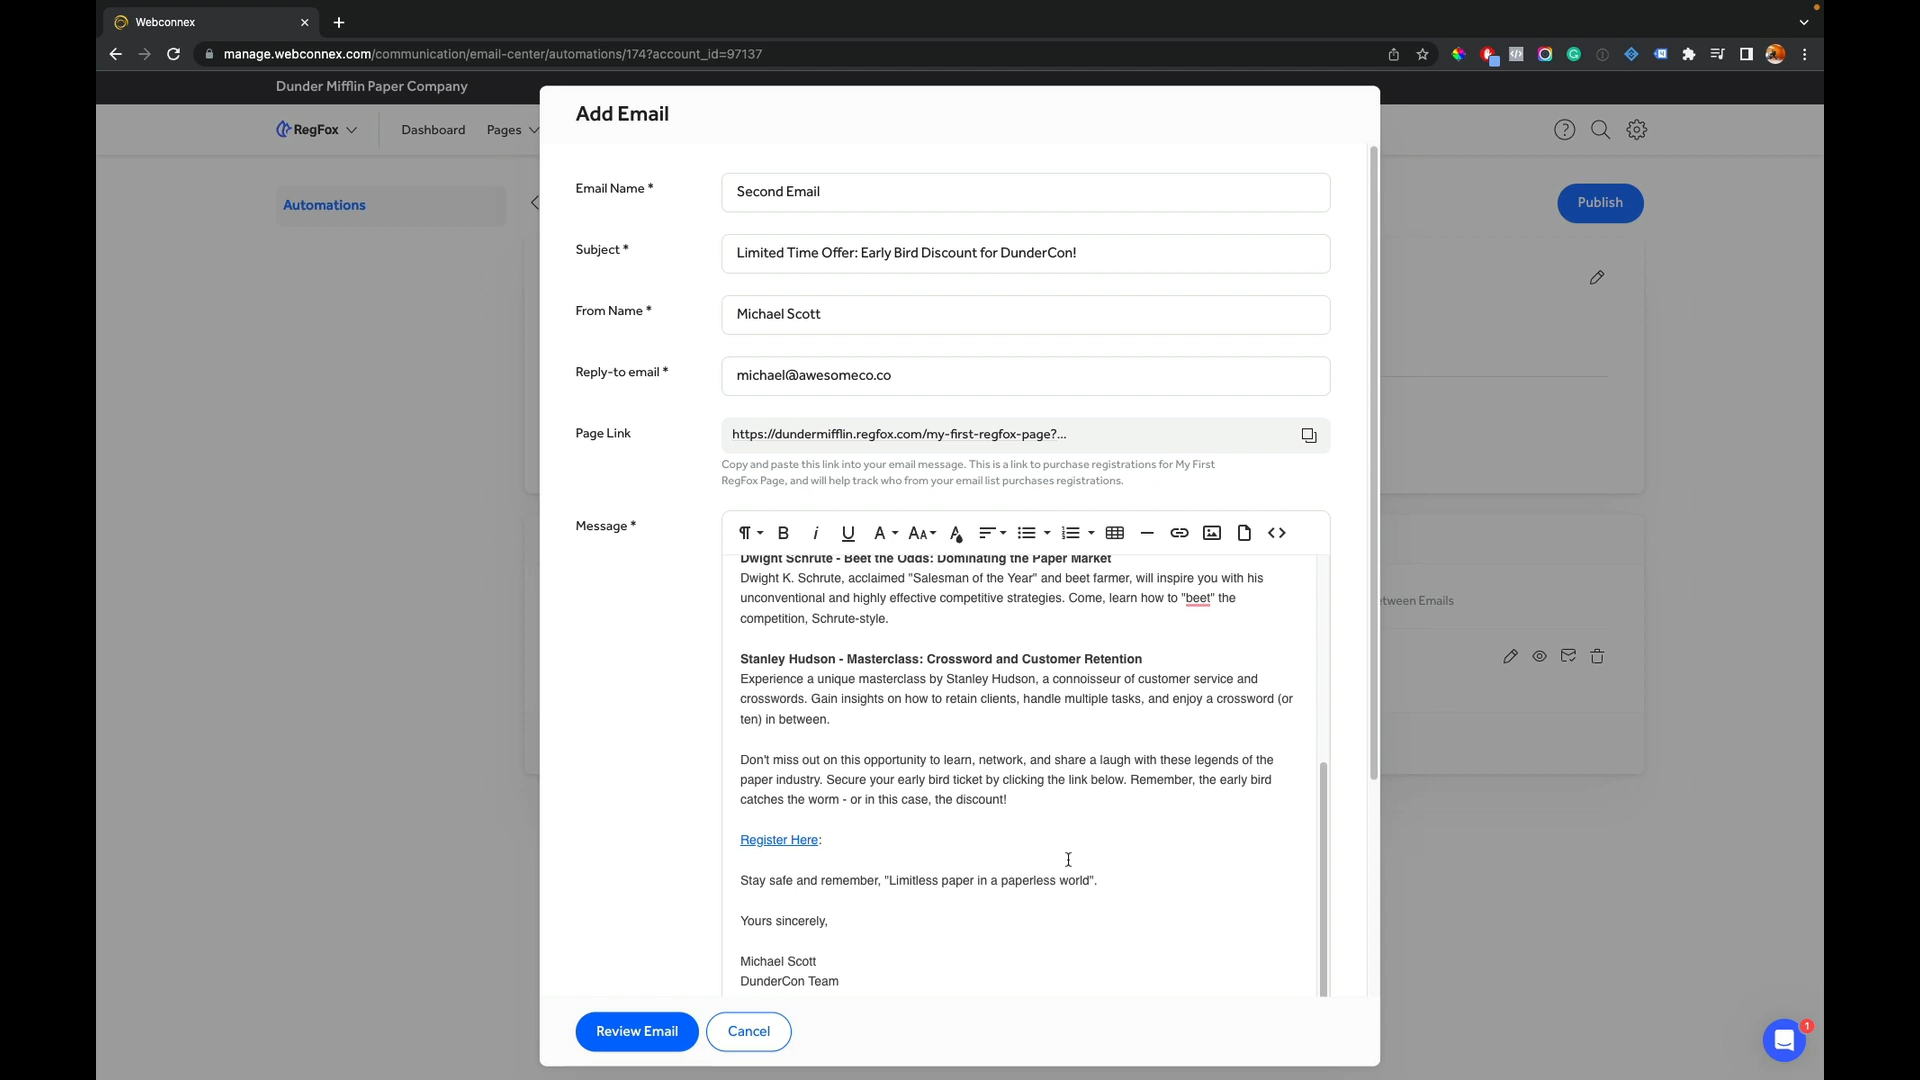 Webconnex
manage.webconnex.com/communication/email-center/automations/174?account_id=97137
Dunder Mifflin Paper Company
RegFox
Dashboard
Pages
Automations
Publish
Add Email
Email Name *
Second Email
Subject *
Limited Time Offer: Early Bird Discount for DunderCon!
From Name *
Michael Scott
Reply-to email *
michael@awesomeco.co
Page Link
https://dundermifflin.regfox.com/my-first-regfox-page?...
Copy and paste this link into your email message. This is a link to purchase registrations for My First
RegFox Page, and will help track who from your email list purchases registrations.
Message *
Dwight Schrute - Beet the Odds: Dominating the Paper Market
Dwight K. Schrute, acclaimed "Salesman of the Year" and beet farmer, will inspire you with his
unconventional and highly effective competitive strategies. Come, learn how to "beet" the
competition, Schrute-style.
etween Emails
Stanley Hudson - Masterclass: Crossword and Customer Retention
Experience a unique masterclass by Stanley Hudson, a connoisseur of customer service and
crosswords. Gain insights on how to retain clients, handle multiple tasks, and enjoy a crossword (or
ten) in between.
Don't miss out on this opportunity to learn, network, and share a laugh with these legends of the
paper industry. Secure your early bird ticket by clicking the link below. Remember, the early bird
catches the worm - or in this case, the discount!
Register Here:
Stay safe and remember, "Limitless paper in a paperless world".
Yours sincerely,
Michael Scott
DunderCon Team
Review Email
Cancel
1